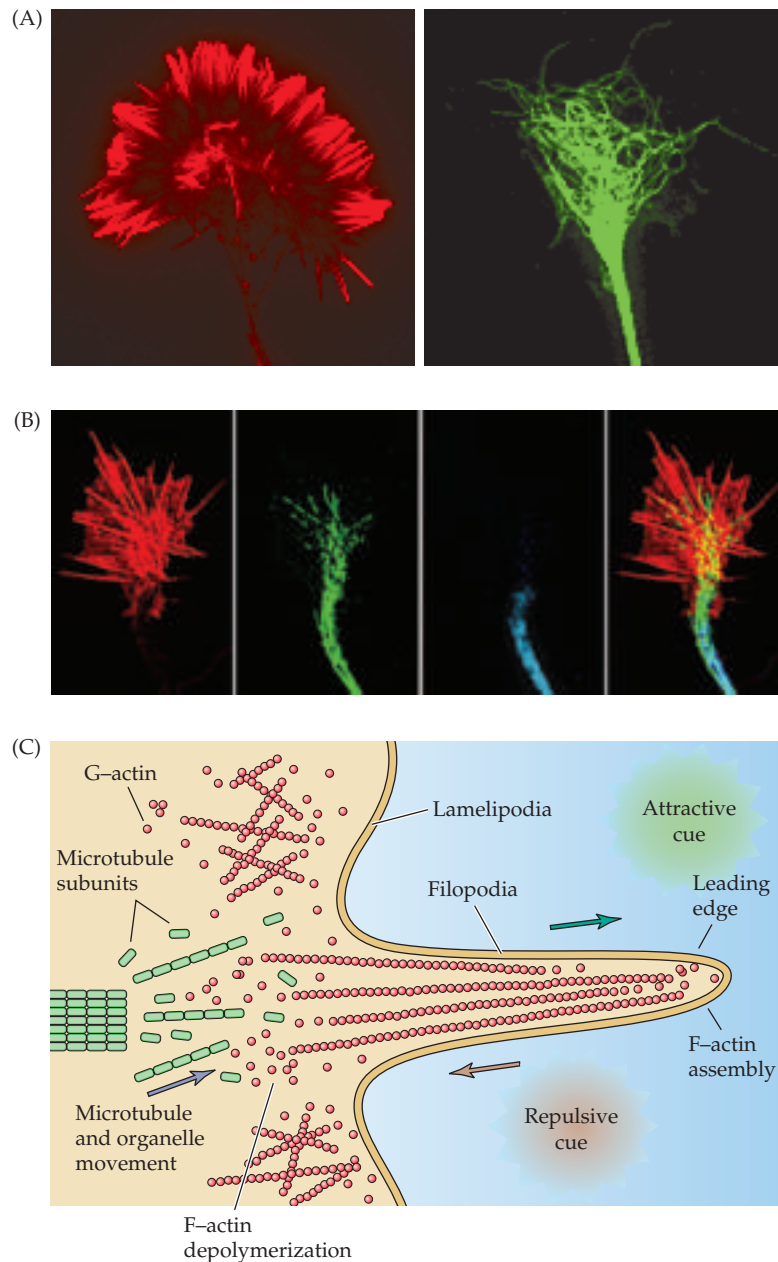 (A)
(B)
(C)
G–actin
Microtubule
subunits
Lamelipodia
Filopodia
Attractive
cue
Leading
edge
F–actin
assembly
Microtubule
and organelle
movement
Repulsive
cue
F–actin
depolymerization